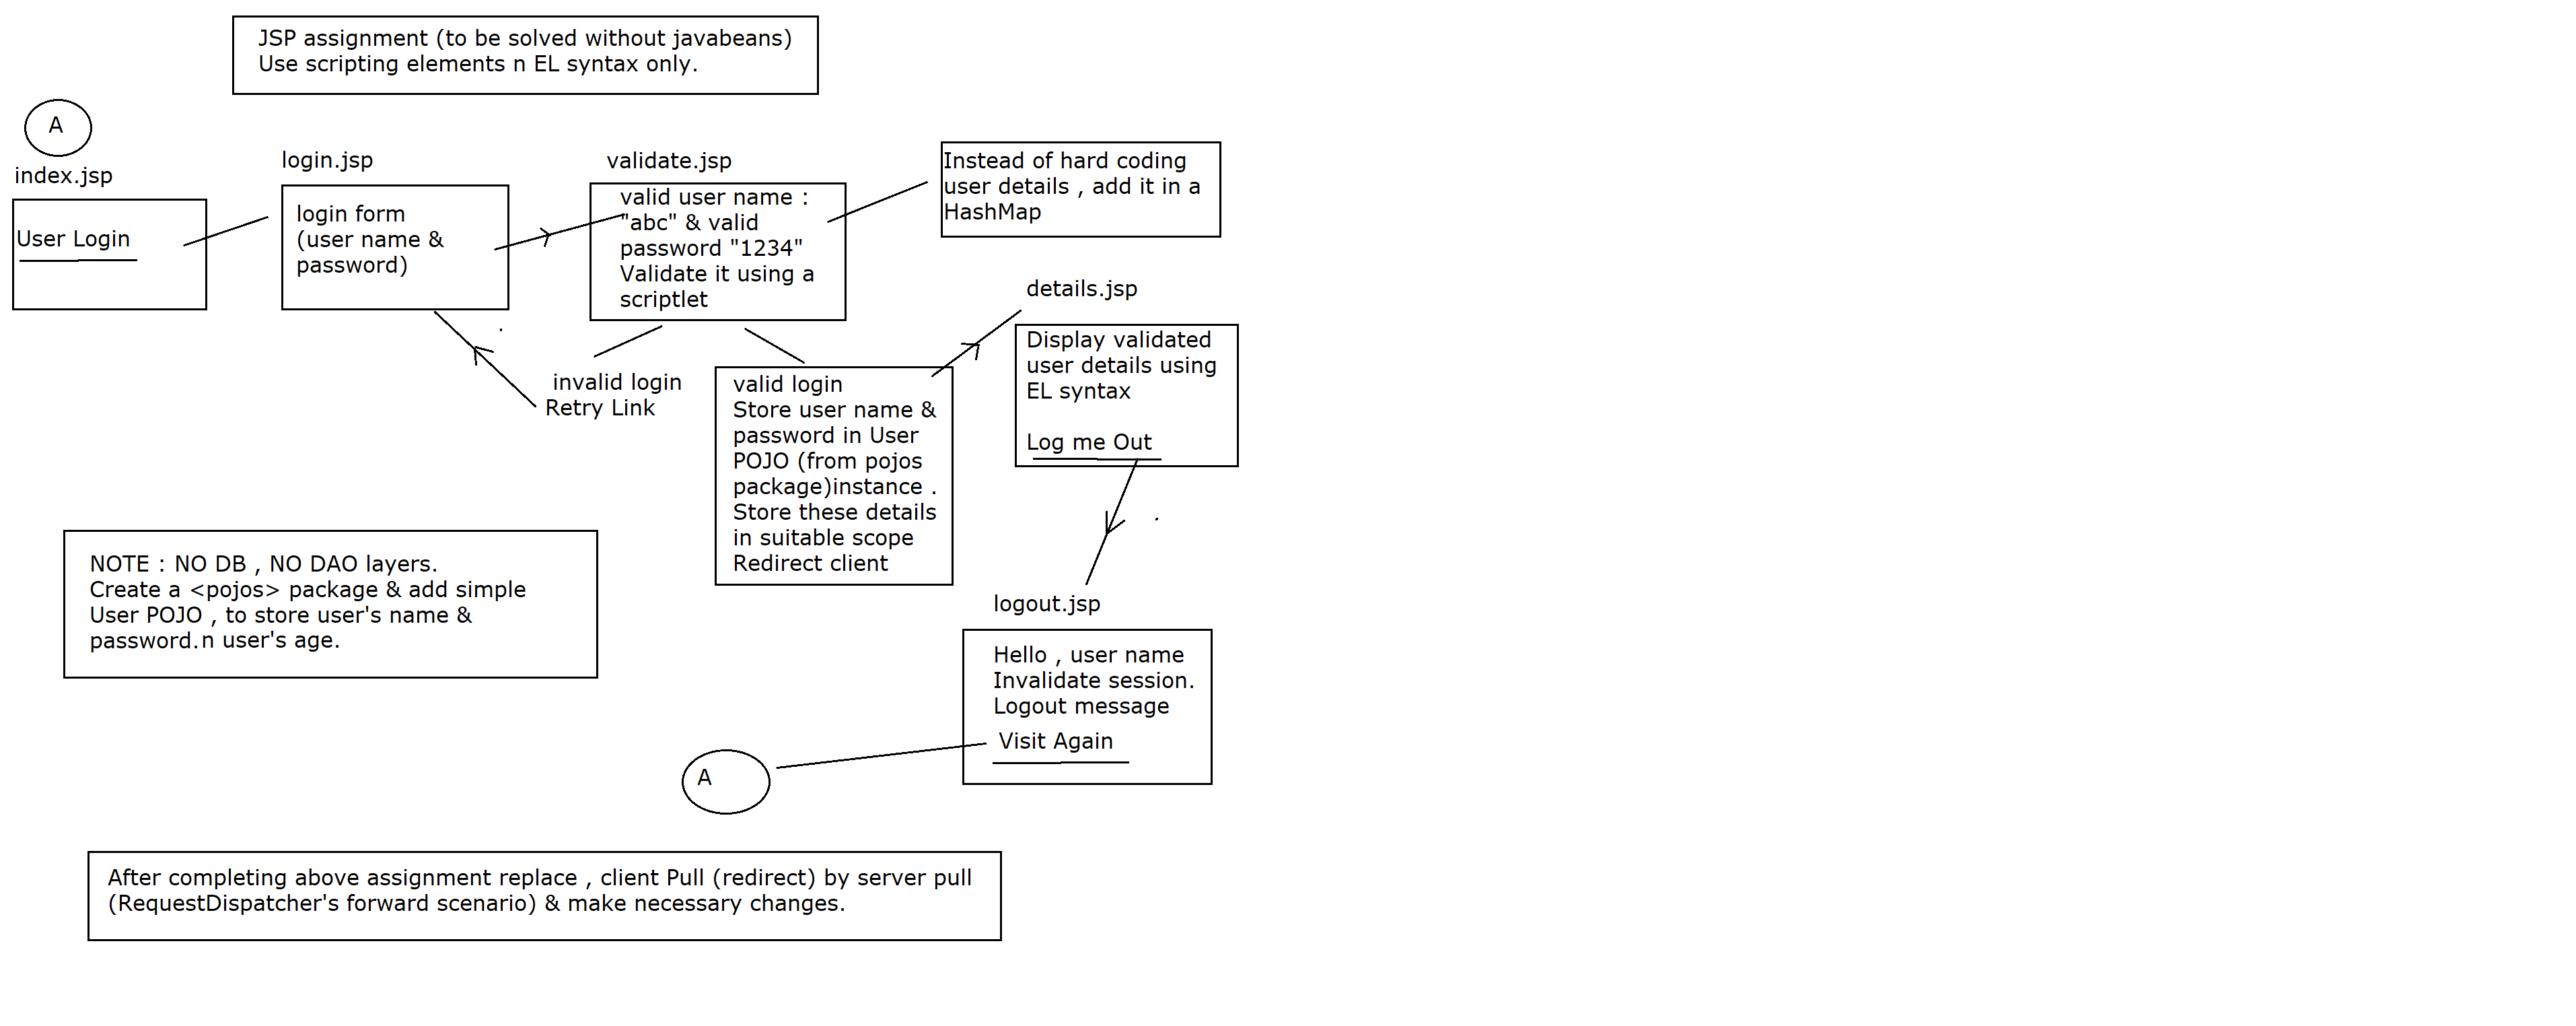 JSP assignment (to be solved without javabeans)
Use scripting elements n EL syntax only.
A
index.jsp
User Login
login.jsp
login form
(user name &
password)
validate.jsp
valid user name :
"abc" & valid
password "1234"
Validate it using a
scriptlet
Instead of hard coding
user details , add it in a
HashMap
invalid login
Retry Link
valid login
Store user name &
password in User
POJO (from pojos
package)instance .
Store these details
in suitable scope
Redirect client
details.jsp
Display validated
user details using
EL syntax
Log me Out
NOTE : NO DB , NO DAO layers.
Create a <pojos> package & add simple
User POJO , to store user's name &
password.n user's age.
logout.jsp
Hello , user name
Invalidate session.
Logout message
Visit Again
A
After completing above assignment replace , client Pull (redirect) by server pull
(RequestDispatcher's forward scenario) & make necessary changes.